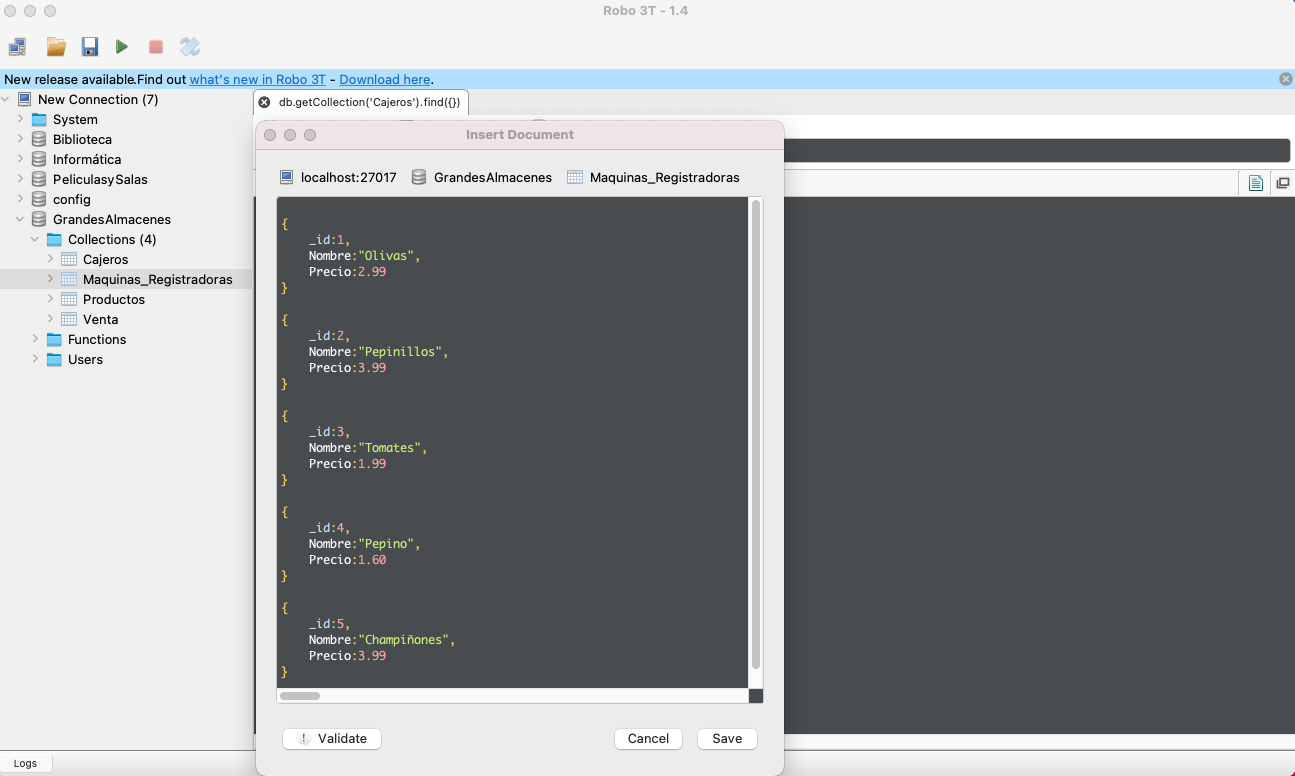 Robo 3T - 1.4
New release available.Find out what's new in Robo 3T - Download here.
New Connection (7)
System
Biblioteca
Informática
PeliculasySalas
config
GrandesAlmacenes
Collections (4)
Cajeros
Maquinas_Registradoras
Productos
Venta
Functions
Users
db.getCollection('Cajeros').find({})
Insert Document
localhost:27017 GrandesAlmacenes Maquinas_Registradoras
{
_id:1,
Nombre:"Olivas",
Precio:2.99
}
{
_id:2,
Nombre:"Pepinillos",
Precio:3.99
}
{
_id:3,
Nombre:"Tomates",
Precio:1.99
}
{
_id:4,
Nombre:"Pepino",
Precio:1.60
}
{
_id:5,
Nombre:"Champiñones",
Precio:3.99
}
! Validate
Cancel
Save
Logs